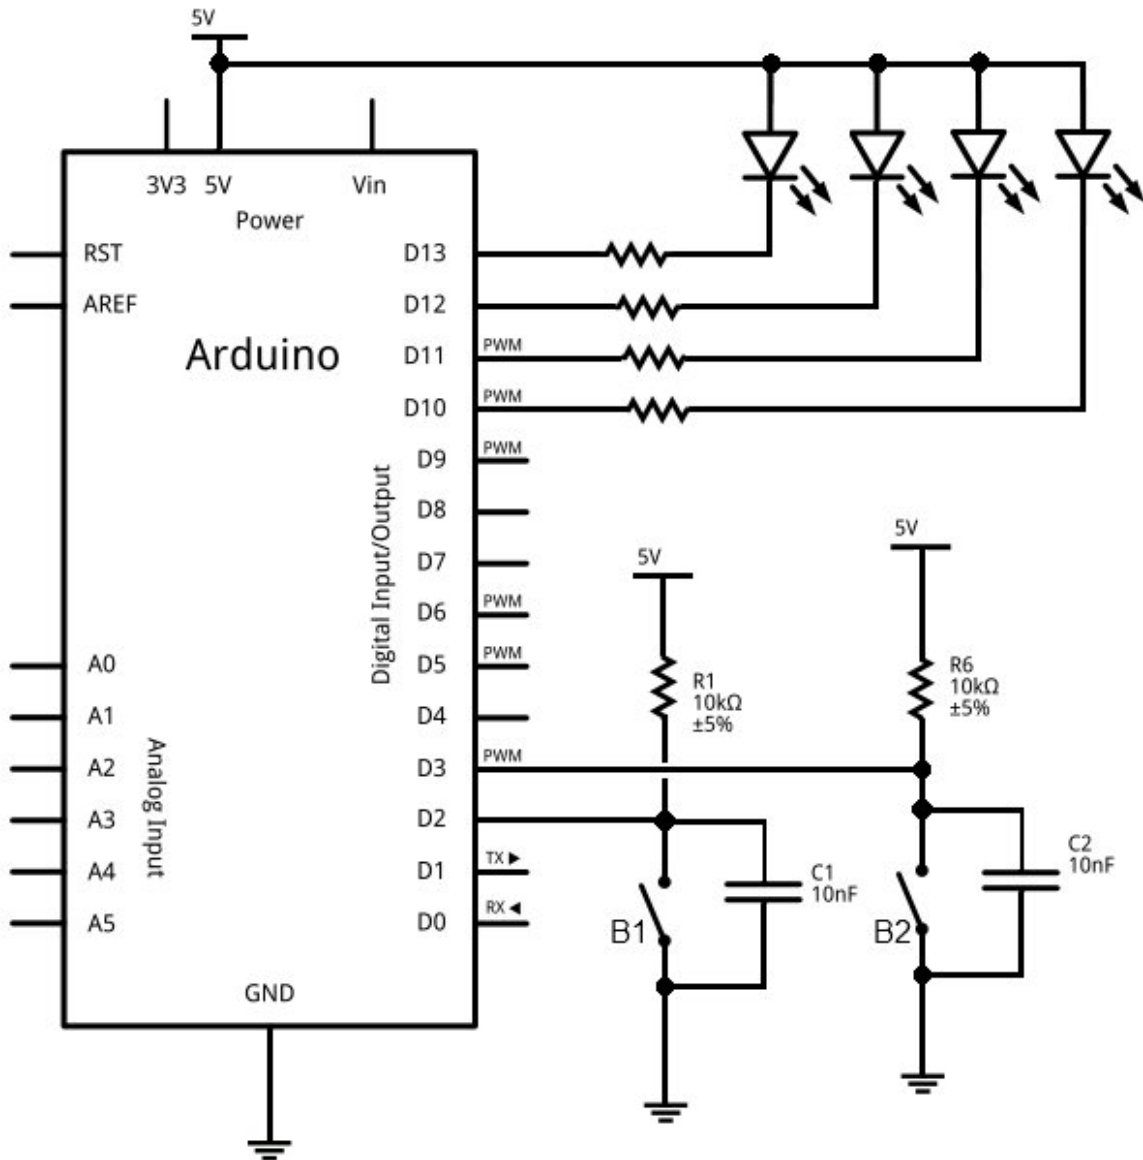 5V
3V3 5V Vin
Power
RST
AREF
Arduino
D13
D12
D11 PWM
D10 PWM
D9 PWM
D8
D7
D6 PWM
D5 PWM
D4
D3 PWM
D2
D1 TX ▶
D0 RX ◀
Digital Input/Output
A0
A1
A2
A3
A4
A5
Analog Input
GND
5V
R1
10kΩ
±5%
5V
R6
10kΩ
±5%
C1
10nF
B1
C2
10nF
B2